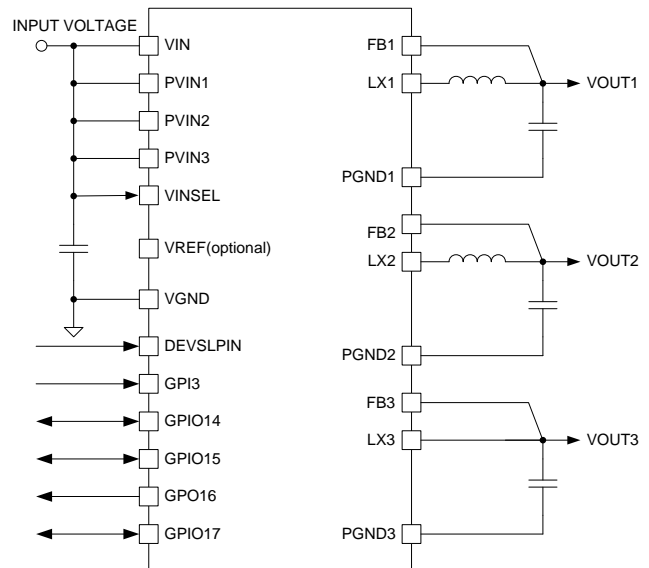 INPUT VOLTAGE
VIN
PVIN1
PVIN2
PVIN3
VINSEL
VREF(optional)
VGND
DEVSLPIN
GPI3
GPIO14
GPIO15
GPO16
GPIO17
FB1
LX1
VOUT1
PGND1
FB2
LX2
VOUT2
PGND2
FB3
LX3
VOUT3
PGND3